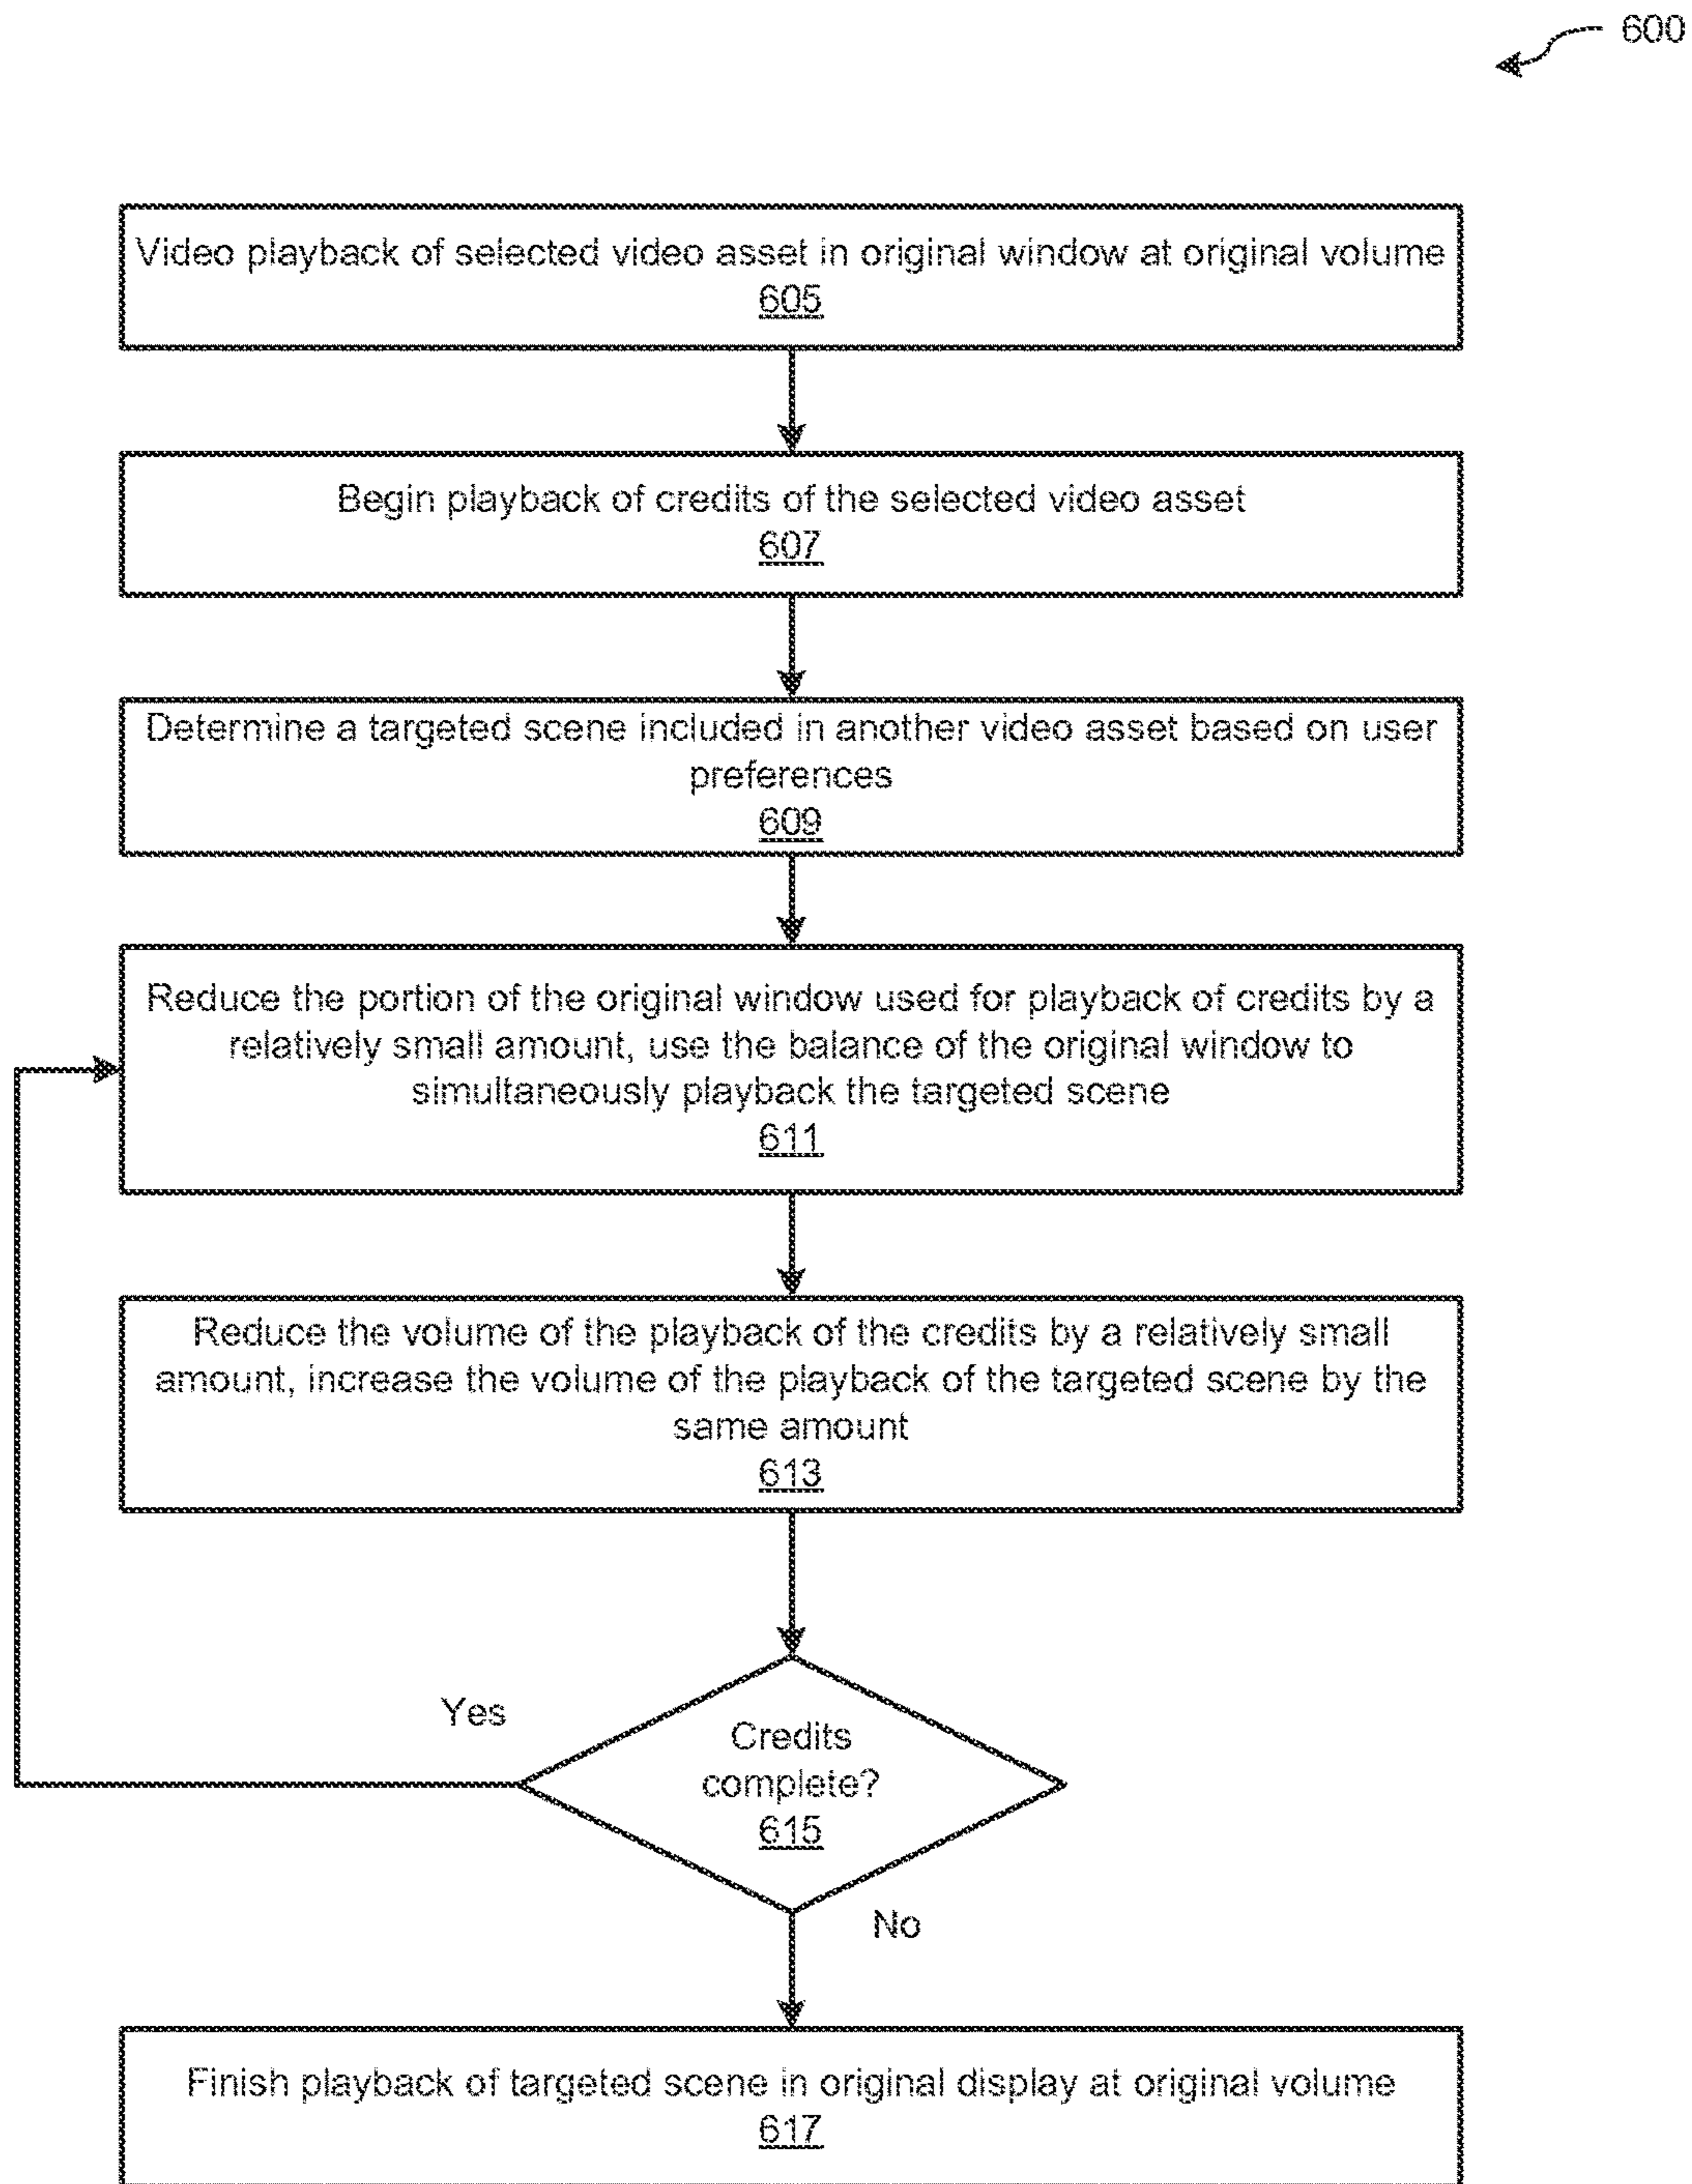 600
Video playback of selected video asset in original window at original volume
605
Begin playback of credits of the selected video asset
607
Determine a targeted scene included in another video asset based on user
preferences
609
Reduce the portion of the original window used for playback of credits by a
relatively small amount, use the balance of the original window to
simultaneously playback the targeted scene
611
Reduce the volume of the playback of the credits by a relatively small
amount, increase the volume of the playback of the targeted scene by the
same amount
613
Yes
Credits
complete?
615
No
Finish playback of targeted scene in original display at original volume
617